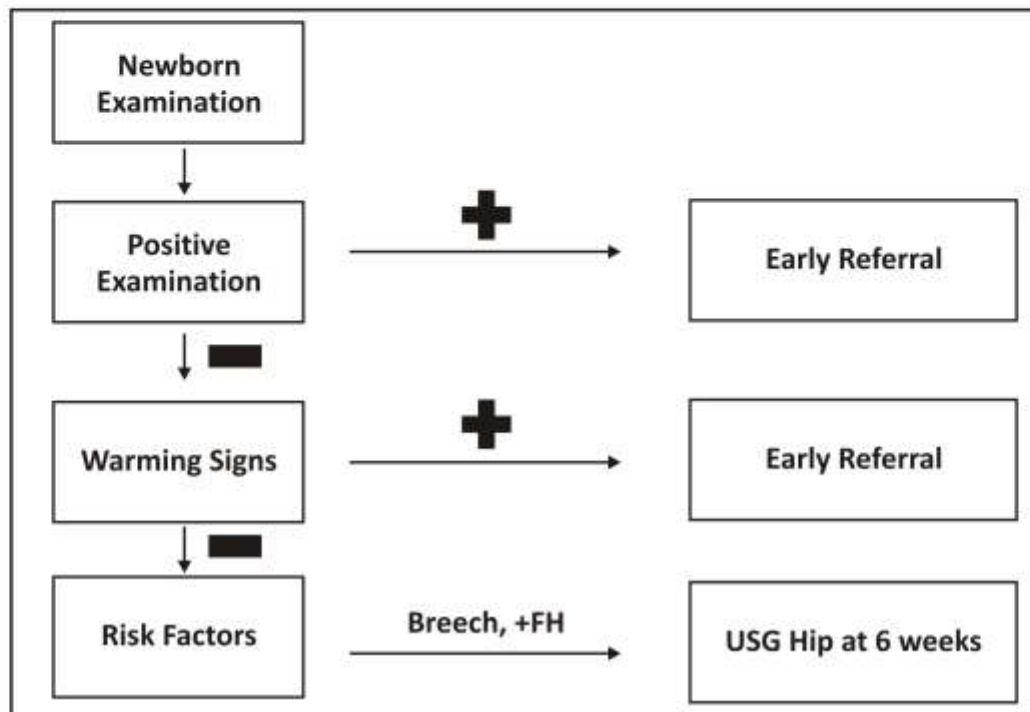 Newborn
Examination
Positive
Examination
Early Referral
Warming Signs
Early Referral
Risk Factors
Breech, +FH
USG Hip at 6 weeks